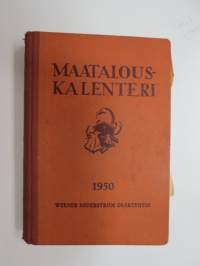 MAATALOUS-
KALENTERI
1950
WERNER SÖDERSTRÖM OSAKEYHTIÖ